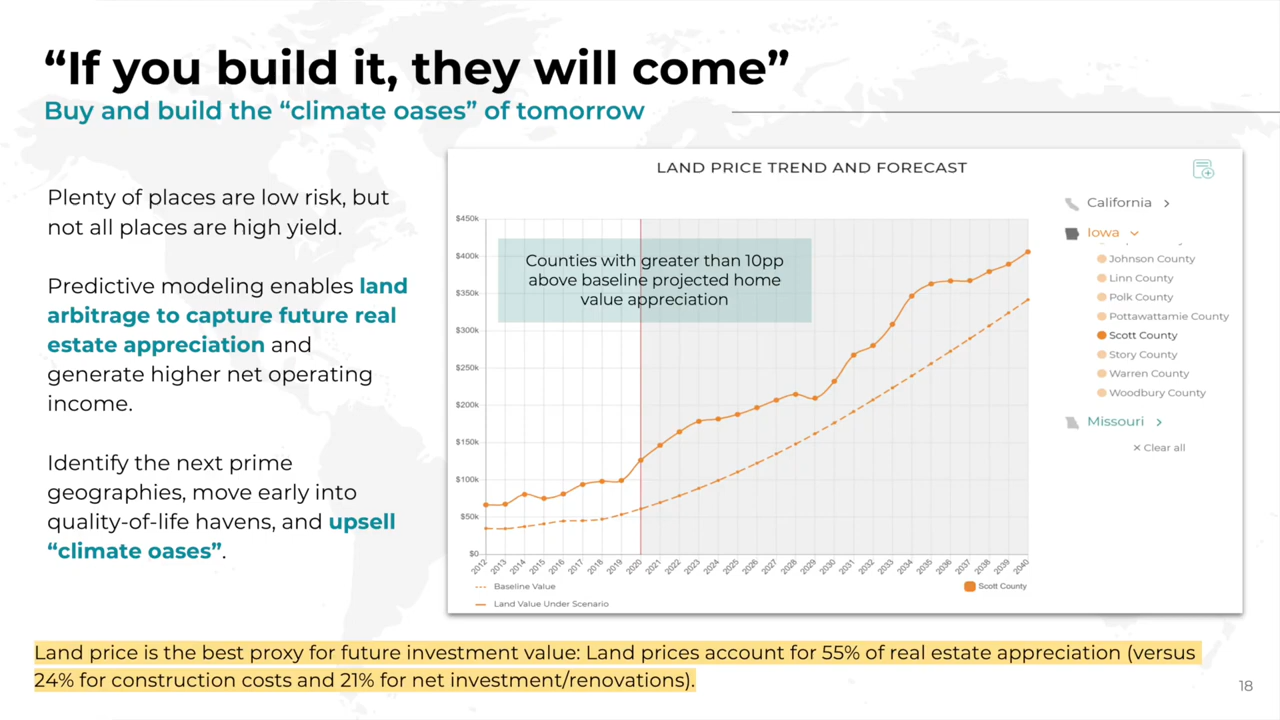 “If you build it, they will come”
Buy and build the “climate oases” of tomorrow
Plenty of places are low risk, but
not all places are high yield.
Predictive modeling enables land
arbitrage to capture future real
estate appreciation and
generate higher net operating
income.
Identify the next prime
geographies, move early into
quality-of-life havens, and upsell
“climate oases”.
LAND PRICE TREND AND FORECAST
Counties with greater than 10pp
above baseline projected home
value appreciation
$450k
$400k
$350k
$300k
$250k
$200k
$150k
$100k
$50k
$0
2012 2013 2014 2015 2016 2017 2018 2019 2020 2021 2022 2023 2024 2025 2026 2027 2028 2029 2030 2031 2032 2033 2034 2035 2036 2037 2038 2039 2040
Baseline Value
Land Value Under Scenario
Scott County
California >
Iowa
Johnson County
Linn County
Polk County
Pottawattamie County
Scott County
Story County
Warren County
Woodbury County
Missouri >
× Clear all
Land price is the best proxy for future investment value: Land prices account for 55% of real estate appreciation (versus
24% for construction costs and 21% for net investment/renovations).
18